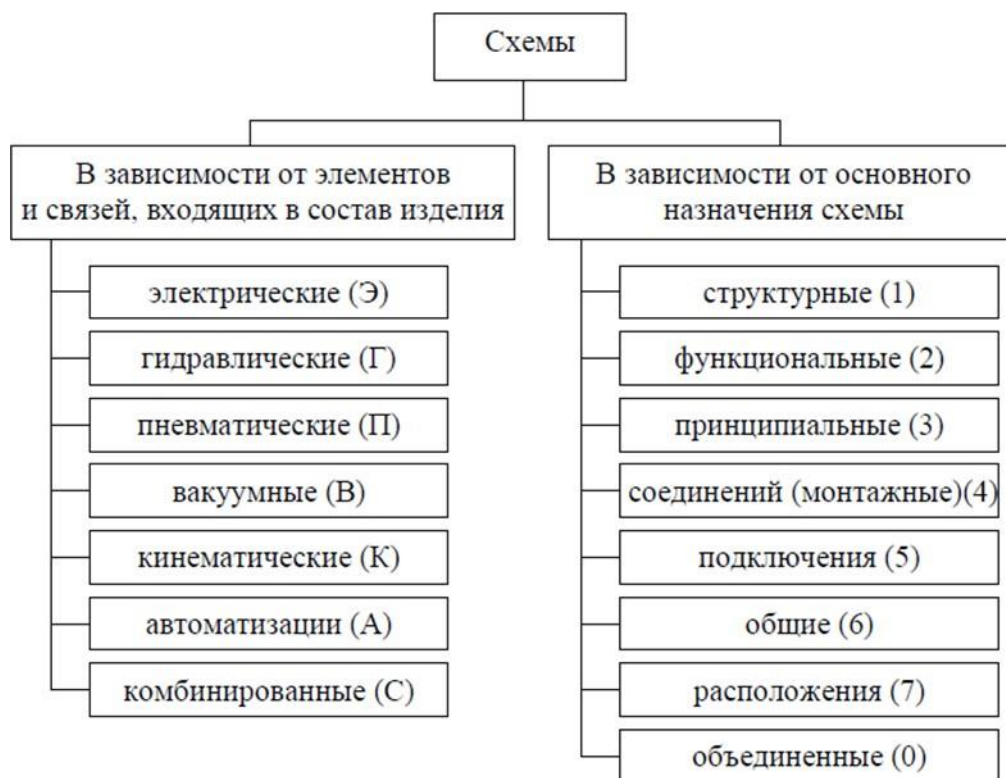 Схемы
В зависимости от элементов
и связей, входящих в состав изделия
электрические (Э)
гидравлические (Г)
пневматические (П)
вакуумные (В)
кинематические (К)
автоматизации (А)
комбинированные (С)
В зависимости от основного
назначения схемы
структурные (1)
функциональные (2)
принципиальные (3)
соединений (монтажные)(4)
подключения (5)
общие (6)
расположения (7)
объединенные (0)